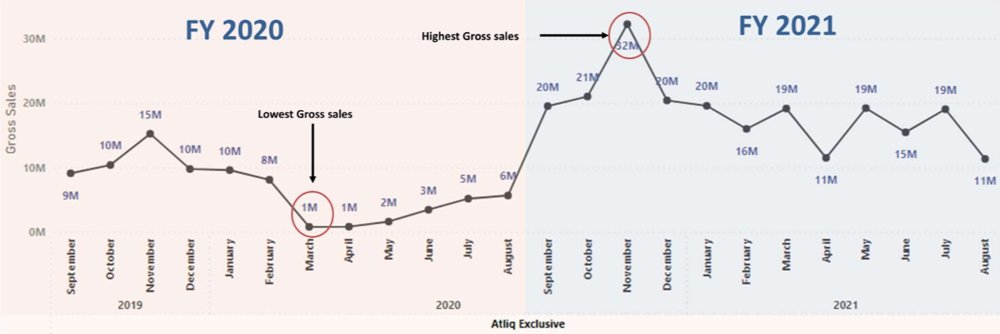 FY 2020
FY 2021
Highest Gross sales
Lowest Gross sales
Gross Sales
30M
20M
10M
0M
9M
10M
15M
10M
10M
8M
1M
1M
2M
3M
5M
6M
20M
21M
32M
20M
20M
16M
19M
11M
19M
15M
19M
11M
September
October
November
December
January
February
March
April
May
June
July
August
September
October
November
December
January
February
March
April
May
June
July
August
2019
2020
2021
Atliq Exclusive